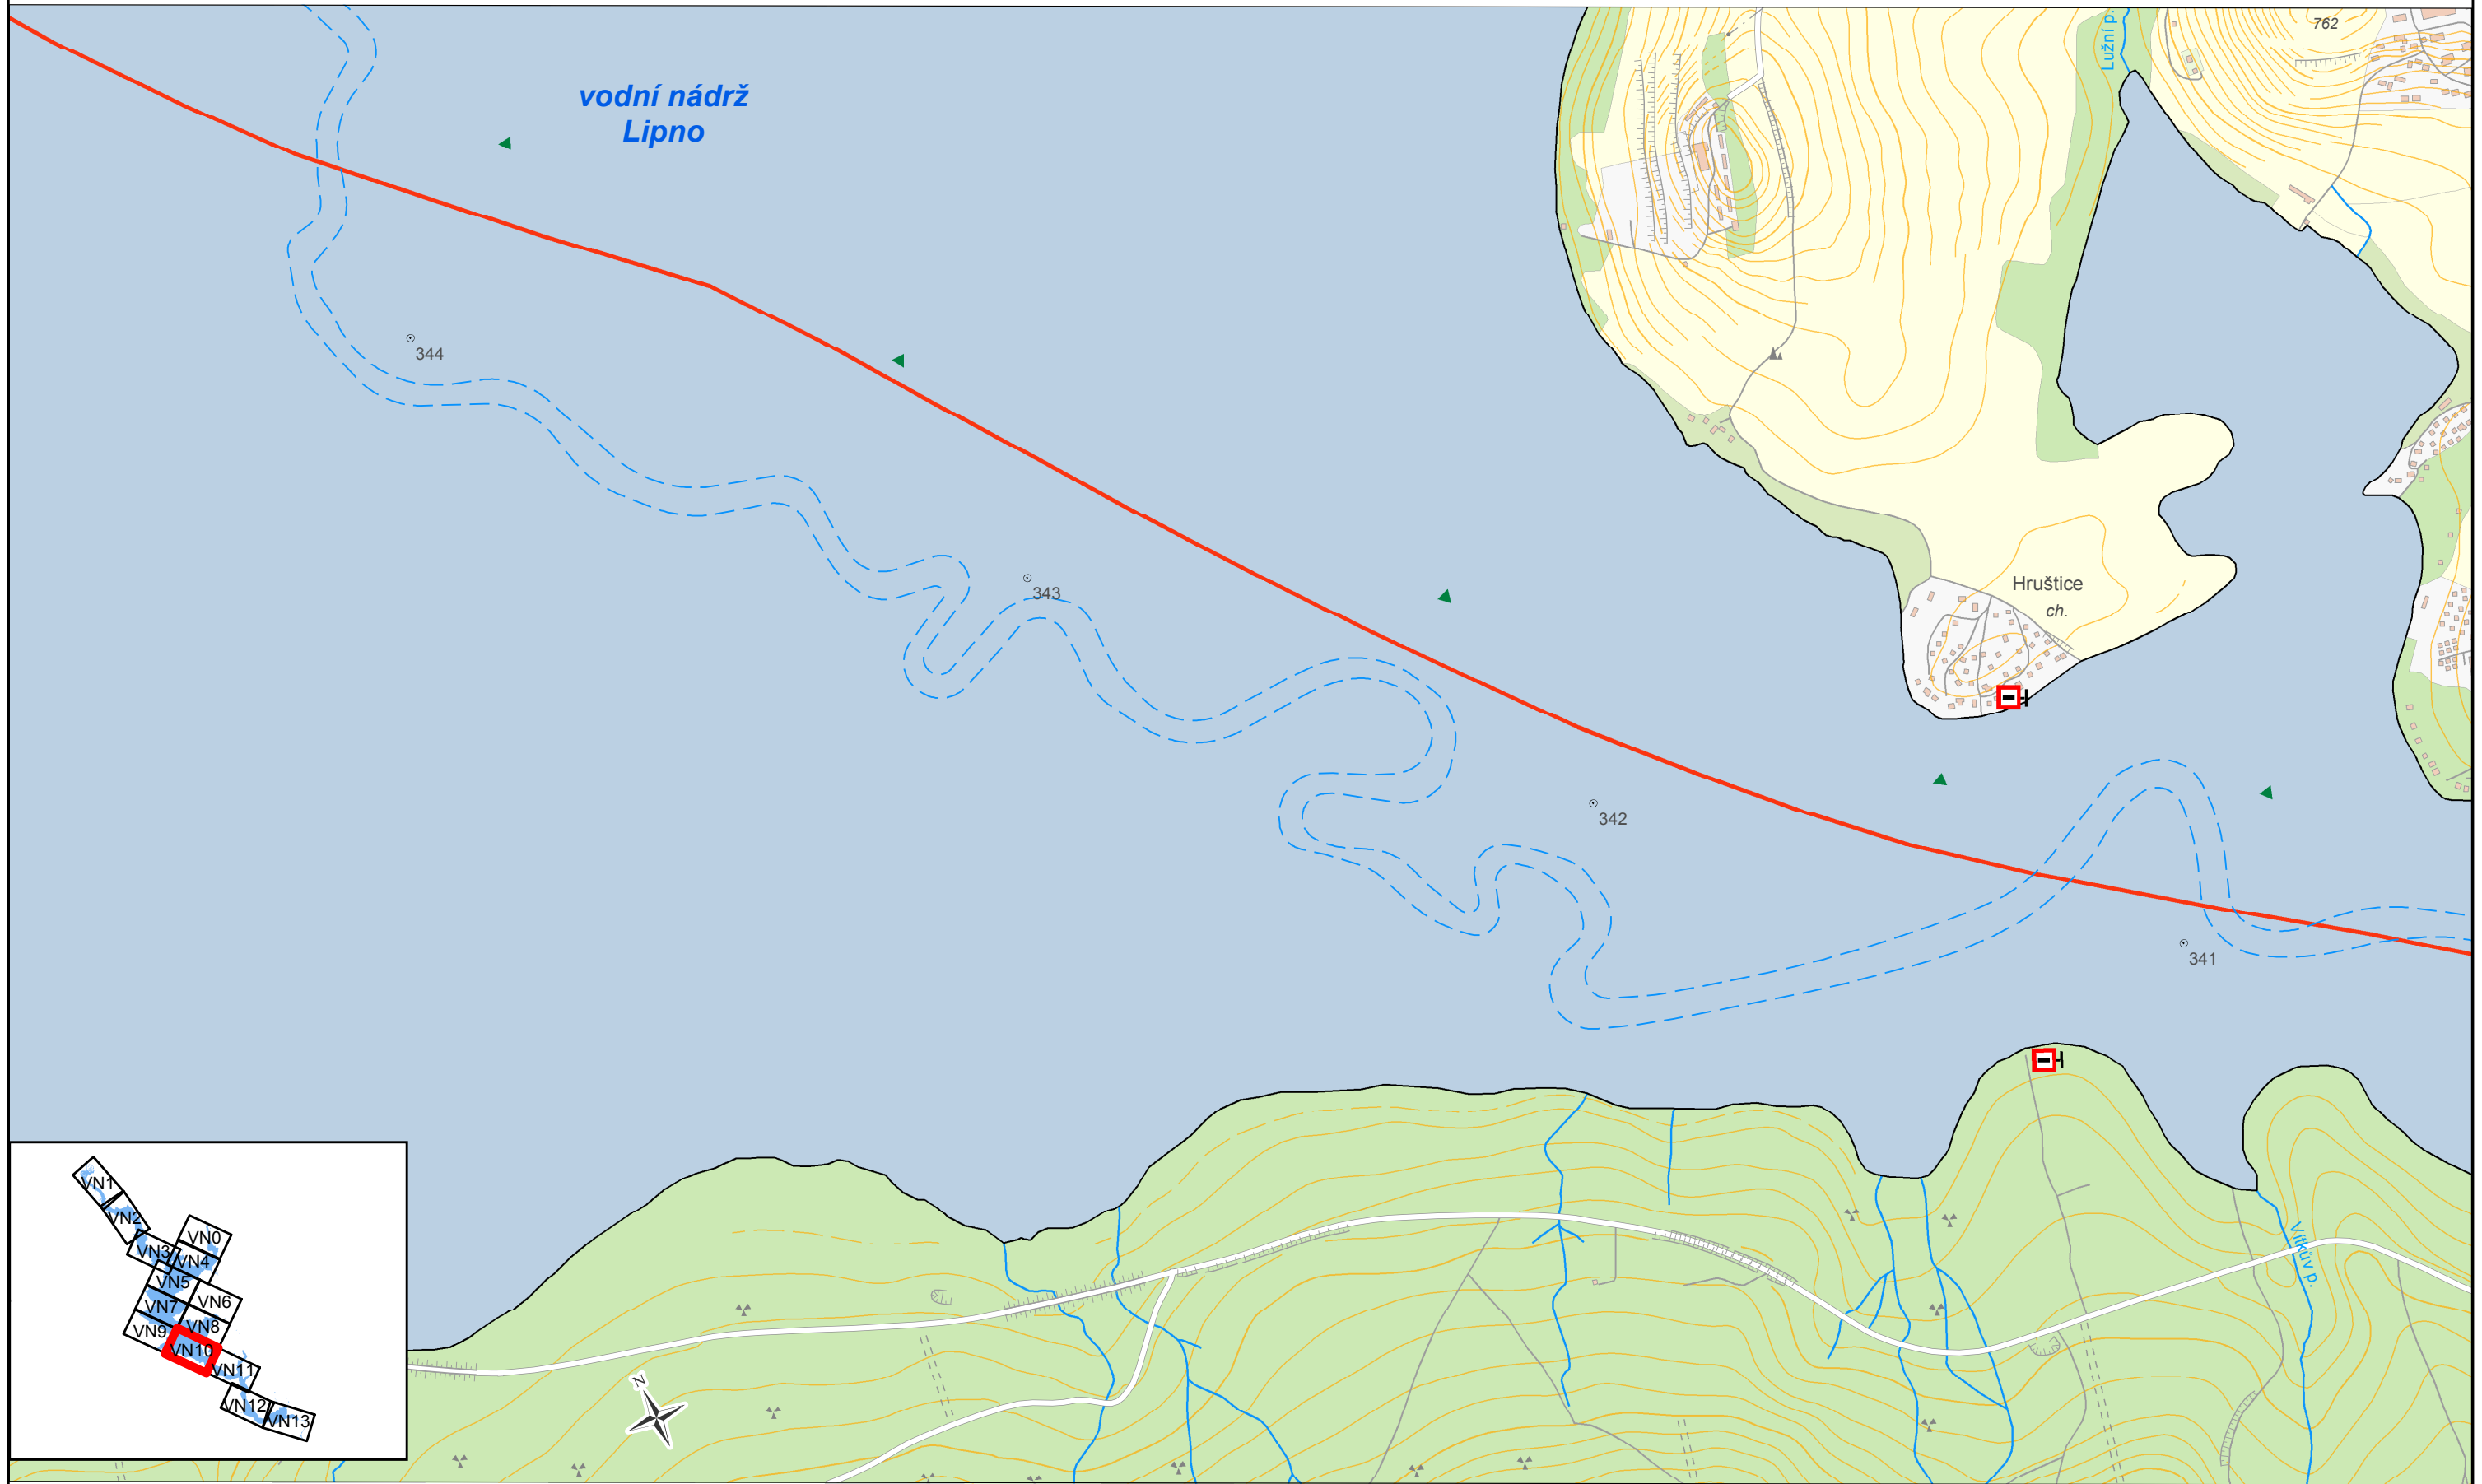 Lužní p.
762
vodní nádrž
Lipno
344
343
Hruštice
ch.
342
341
VN1
VN2
VN0
VN3
VN4
VN5
VN6
VN7
VN8
VN9
VN10
VN11
VN12
VN13
N
Vítkův p.